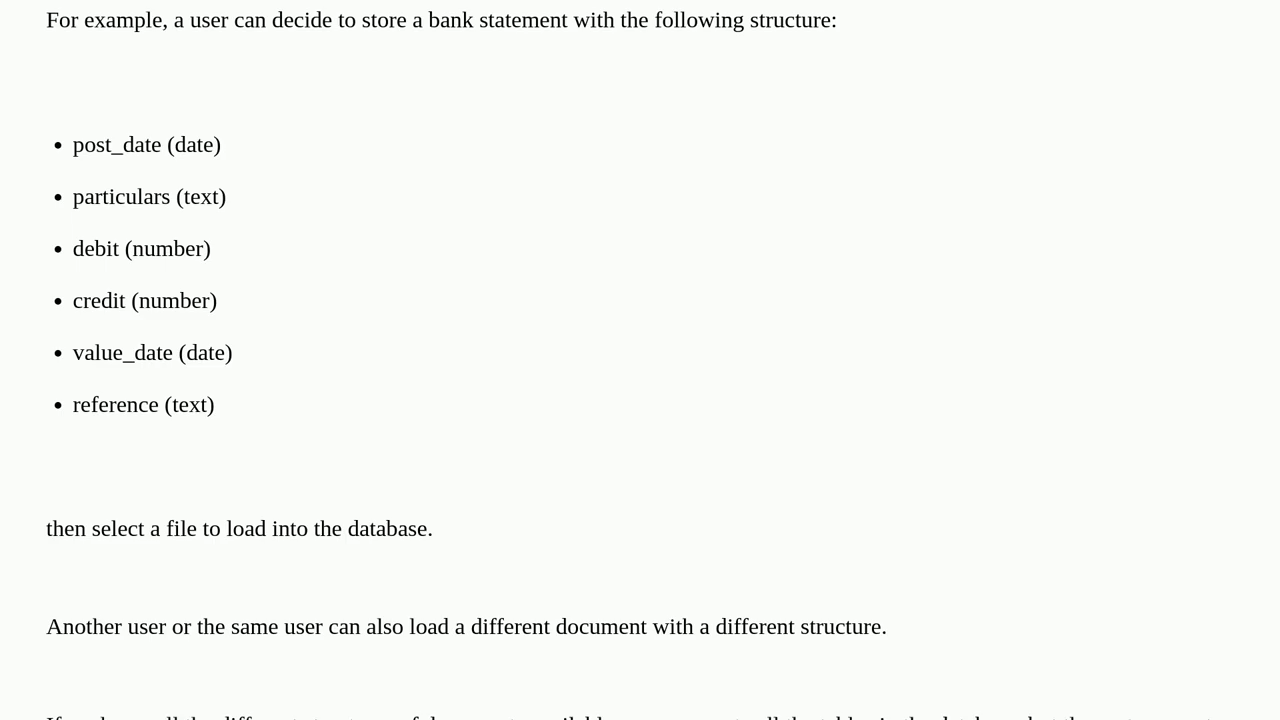 For example, a user can decide to store a bank statement with the following structure:
• post_date (date)
• particulars (text)
• debit (number)
• credit (number)
• value_date (date)
• reference (text)
then select a file to load into the database.
Another user or the same user can also load a different document with a different structure.